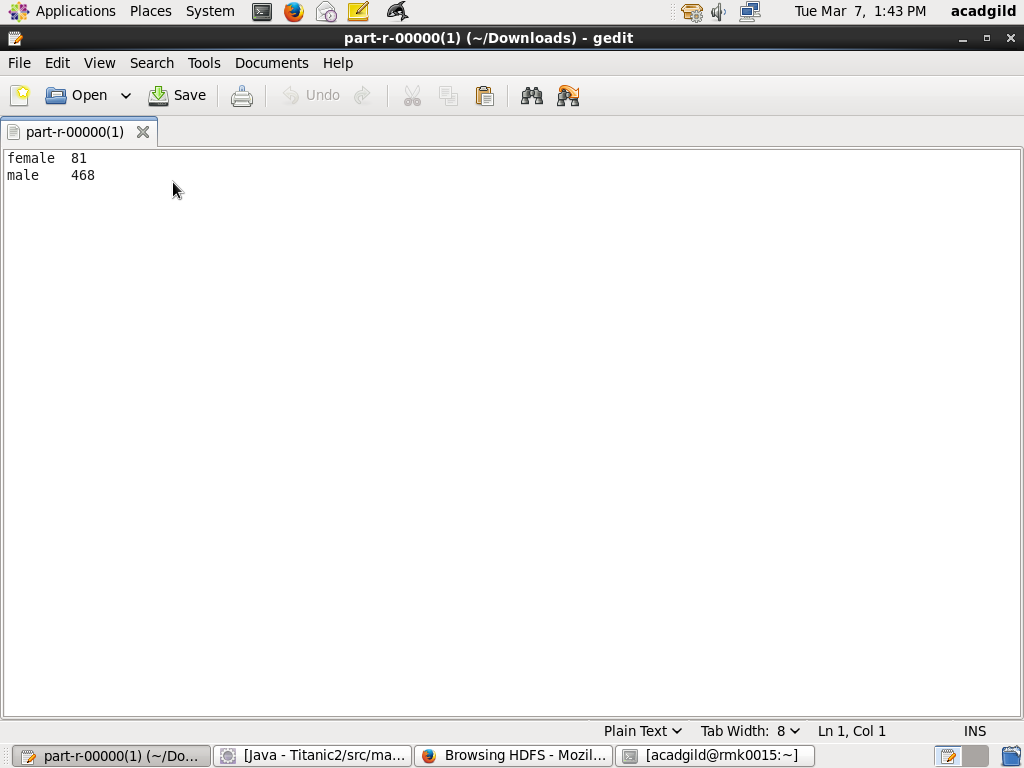 Applications Places System Tue Mar 7, 1:43 PM acadgild
part-r-00000(1) (~/Downloads) - gedit
File Edit View Search Tools Documents Help
Open Save Undo
part-r-00000(1)
female 81
male 468
Plain Text Tab Width: 8 Ln 1, Col 1 INS
part-r-00000(1) (~/Do... [Java - Titanic2/src/ma... Browsing HDFS - Mozil... [acadgild@rmk0015:~]